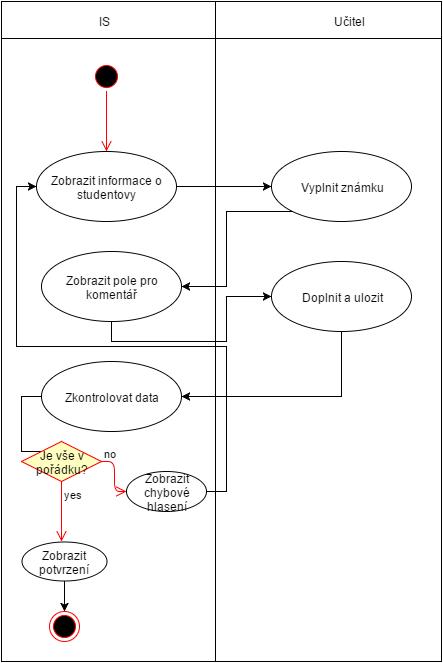 IS
Učitel
Zobrazit informace o
studentovy
Vyplnit známku
Zobrazit pole pro
komentář
Doplnit a ulozit
Zkontrolovat data
Je vše v
pořádku?
no
yes
Zobrazit
chybové
hlasení
Zobrazit
potvrzení